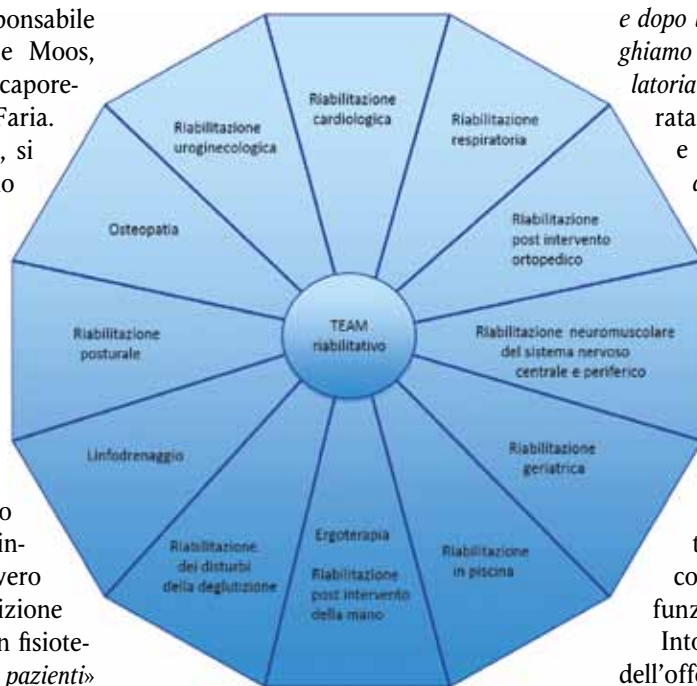 ponsabile
e Moos,
capore-
Faria.
, si
vero
dizione
n fisiote-
pazienti»
Riabilitazione
cardiologica
Riabilitazione
respiratoria
Riabilitazione
post intervento
ortopedico
Riabilitazione neuromuscolare
del sistema nervoso
centrale e periferico
Riabilitazione
geriatrica
Riabilitazione
in piscina
Ergoterapia
Riabilitazione
post intervento
della mano
Riabilitazione
dei disturbi
della deglutizione
Linfodrenaggio
Riabilitazione
posturale
Osteopatia
Riabilitazione
uroginecologica
TEAM
riabilitativo
e dopo
ghiamo
latoria
rata
e
t
co
funz
Into
dell'offe